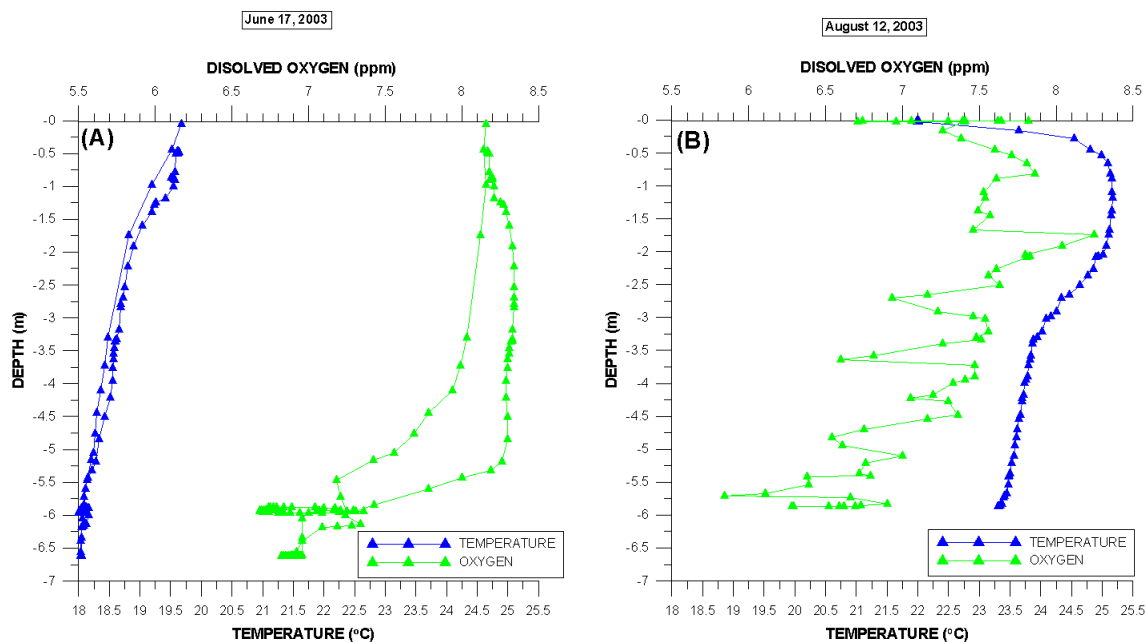 June 17, 2003
DISOLVED OXYGEN (ppm)
5.5 6 6.5 7 7.5 8 8.5
(A)
-0
-0.5
-1
-1.5
-2
-2.5
-3
-3.5
-4
-4.5
-5
-5.5
-6
-6.5
-7
DEPTH (m)
TEMPERATURE
OXYGEN
18 18.5 19 19.5 20 20.5 21 21.5 22 22.5 23 23.5 24 24.5 25 25.5
TEMPERATURE (oC)
August 12, 2003
DISOLVED OXYGEN (ppm)
5.5 6 6.5 7 7.5 8 8.5
(B)
-0
-0.5
-1
-1.5
-2
-2.5
-3
-3.5
-4
-4.5
-5
-5.5
-6
-6.5
-7
DEPTH (m)
TEMPERATURE
OXYGEN
18 18.5 19 19.5 20 20.5 21 21.5 22 22.5 23 23.5 24 24.5 25 25.5
TEMPERATURE (oC)